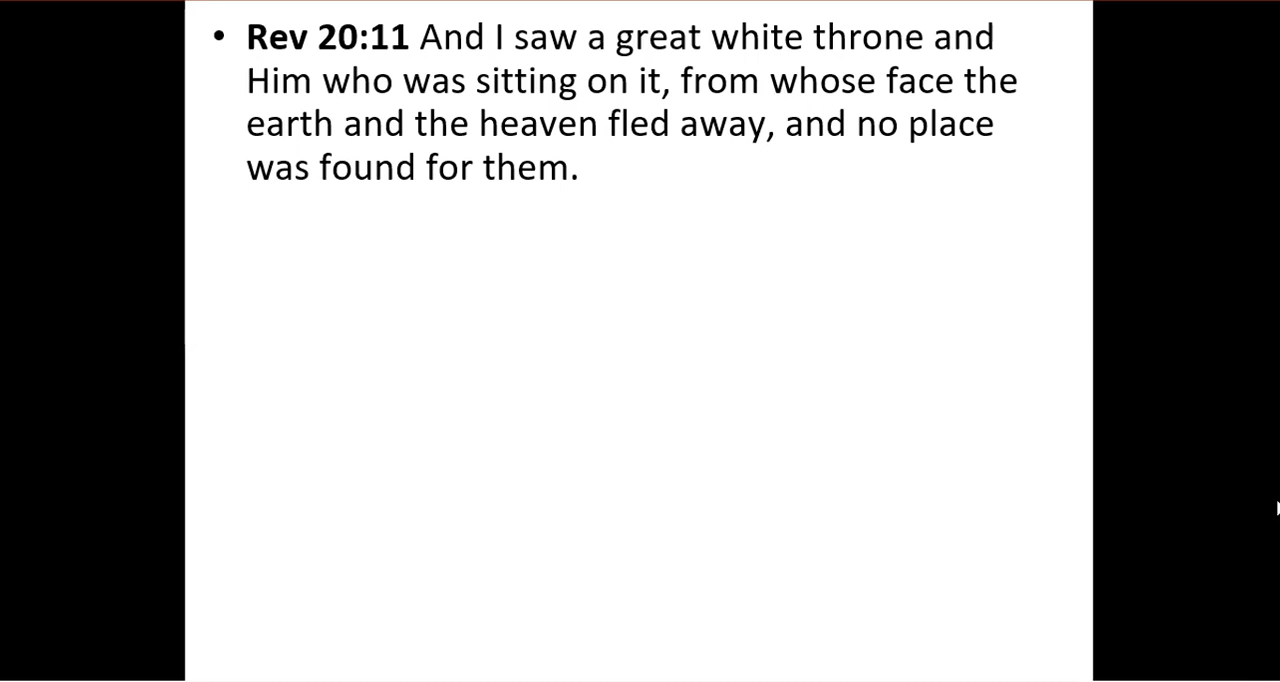 • Rev 20:11 And I saw a great white throne and
Him who was sitting on it, from whose face the
earth and the heaven fled away, and no place
was found for them.